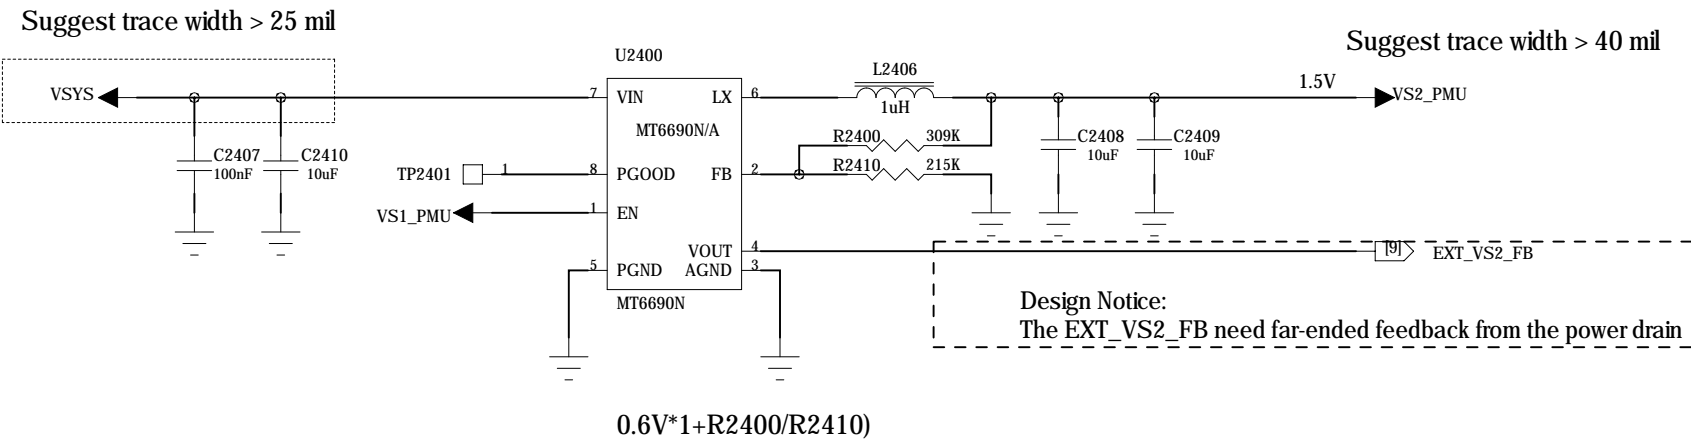 Suggest trace width > 25 mil
Suggest trace width > 40 mil
U2400
L2406
1uH
VSYS
7
VIN
LX
6
1.5V
VS2_PMU
MT6690N/A
R2400
309K
C2408
10uF
C2409
10uF
C2407
100nF
C2410
10uF
TP2401
1
8
PGOOD
FB
2
R2410
215K
VS1_PMU
1
EN
VOUT
4
[9]
EXT_VS2_FB
5
PGND
AGND
3
MT6690N
Design Notice:
The EXT_VS2_FB need far-ended feedback from the power drain
0.6V*1+R2400/R2410)